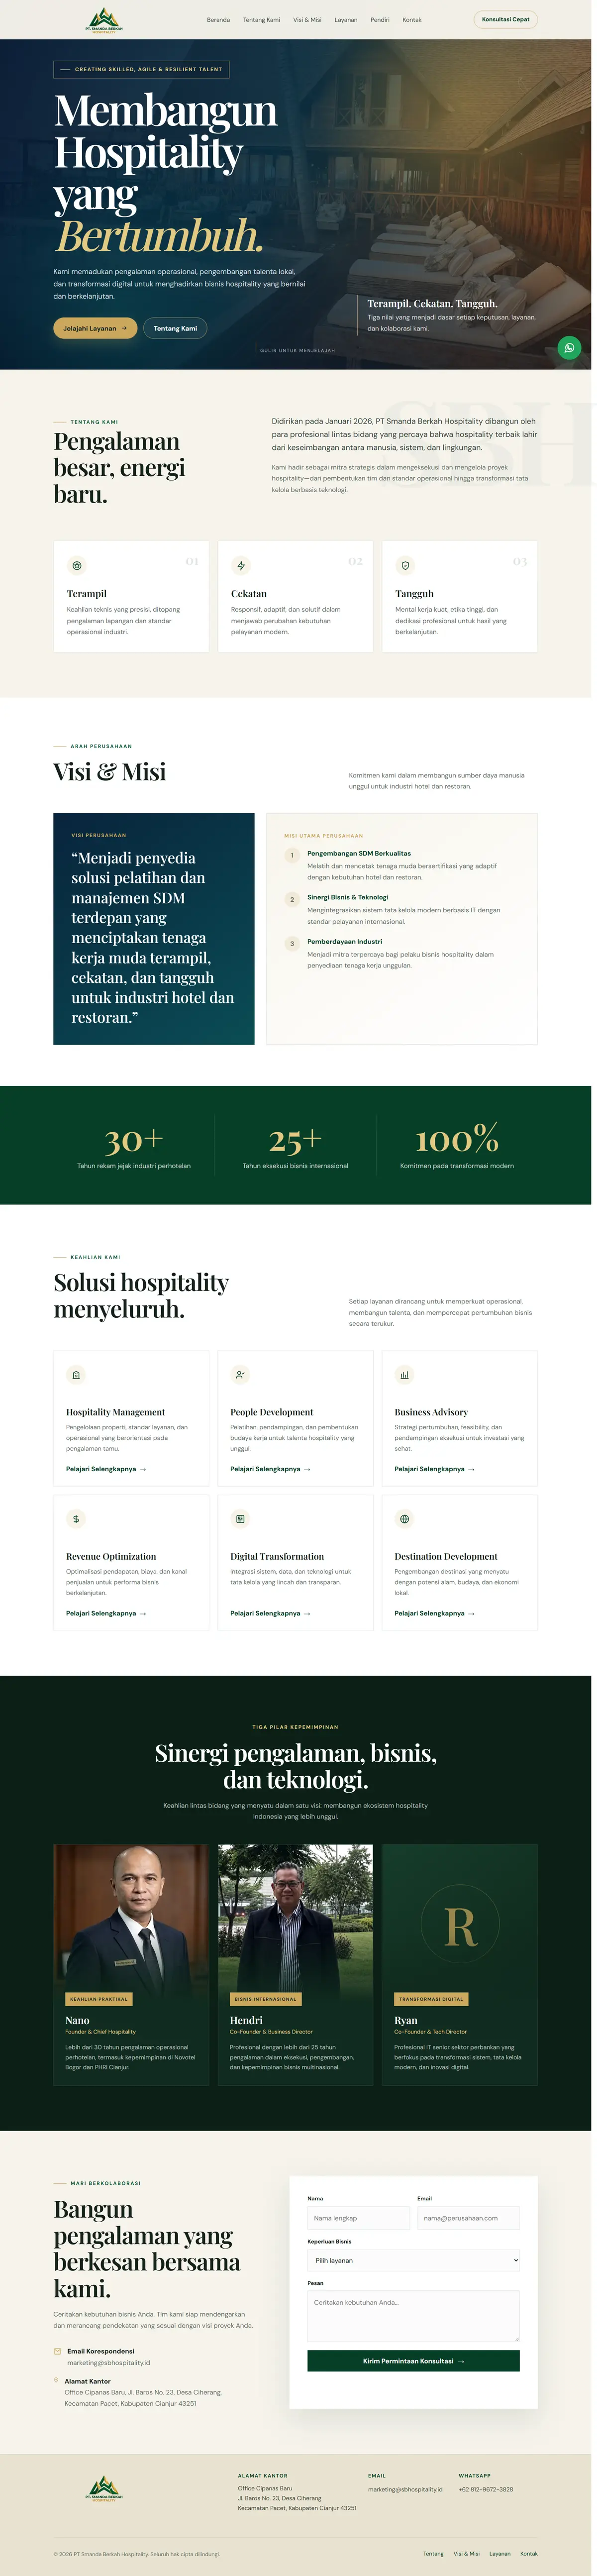 PT. SMANDA BERKAH
HOSPITALITY
Beranda
Tentang Kami
Visi & Misi
Layanan
Pendiri
Kontak
Konsultasi Cepat
CREATING SKILLED, AGILE & RESILIENT TALENT
Membangun
Hospitality
yang
Bertumbuh.
Kami memadukan pengalaman operasional, pengembangan talenta lokal,
dan transformasi digital untuk menghadirkan bisnis hospitality yang bernilai
dan berkelanjutan.
Jelajahi Layanan →
Tentang Kami
Terampil. Cekatan. Tangguh.
Tiga nilai yang menjadi dasar setiap keputusan, layanan,
dan kolaborasi kami.
GULIR UNTUK MENJELAJAH
TENTANG KAMI
Pengalaman
besar, energi
baru.
SBH
Didirikan pada Januari 2026, PT Smanda Berkah Hospitality dibangun oleh
para profesional lintas bidang yang percaya bahwa hospitality terbaik lahir
dari keseimbangan antara manusia, sistem, dan lingkungan.
Kami hadir sebagai mitra strategis dalam mengeksekusi dan mengelola proyek
hospitality—dari pembentukan tim dan standar operasional hingga transformasi tata
kelola berbasis teknologi.
01
Terampil
Keahlian teknis yang presisi, ditopang
pengalaman lapangan dan standar
operasional industri.
02
Cekatan
Responsif, adaptif, dan solutif dalam
menjawab perubahan kebutuhan
pelayanan modern.
03
Tangguh
Mental kerja kuat, etika tinggi, dan
dedikasi profesional untuk hasil yang
berkelanjutan.
ARAH PERUSAHAAN
Visi & Misi
Komitmen kami dalam membangun sumber daya manusia
unggul untuk industri hotel dan restoran.
VISI PERUSAHAAN
“Menjadi penyedia
solusi pelatihan dan
manajemen SDM
terdepan yang
menciptakan tenaga
kerja muda terampil,
cekatan, dan tangguh
untuk industri hotel dan
restoran.”
MISI UTAMA PERUSAHAAN
1
Pengembangan SDM Berkualitas
Melatih dan mencetak tenaga muda bersertifikasi yang adaptif
dengan kebutuhan hotel dan restoran.
2
Sinergi Bisnis & Teknologi
Mengintegrasikan sistem tata kelola modern berbasis IT dengan
standar pelayanan internasional.
3
Pemberdayaan Industri
Menjadi mitra terpercaya bagi pelaku bisnis hospitality dalam
penyediaan tenaga kerja unggulan.
30+
Tahun rekam jejak industri perhotelan
25+
Tahun eksekusi bisnis internasional
100%
Komitmen pada transformasi modern
KEAHLIAN KAMI
Solusi hospitality
menyeluruh.
Setiap layanan dirancang untuk memperkuat operasional,
membangun talenta, dan mempercepat pertumbuhan bisnis
secara terukur.
Hospitality Management
Pengelolaan properti, standar layanan, dan
operasional yang berorientasi pada
pengalaman tamu.
Pelajari Selengkapnya →
People Development
Pelatihan, pendampingan, dan pembentukan
budaya kerja untuk talenta hospitality yang
unggul.
Pelajari Selengkapnya →
Business Advisory
Strategi pertumbuhan, feasibility, dan
pendampingan eksekusi untuk investasi yang
sehat.
Pelajari Selengkapnya →
Revenue Optimization
Optimalisasi pendapatan, biaya, dan kanal
penjualan untuk performa bisnis
berkelanjutan.
Pelajari Selengkapnya →
Digital Transformation
Integrasi sistem, data, dan teknologi untuk
tata kelola yang lincah dan transparan.
Pelajari Selengkapnya →
Destination Development
Pengembangan destinasi yang menyatu
dengan potensi alam, budaya, dan ekonomi
lokal.
Pelajari Selengkapnya →
TIGA PILAR KEPEMIMPINAN
Sinergi pengalaman, bisnis,
dan teknologi.
Keahlian lintas bidang yang menyatu dalam satu visi: membangun ekosistem hospitality
Indonesia yang lebih unggul.
KEAHLIAN PRAKTIKAL
Nano
Founder & Chief Hospitality
Lebih dari 30 tahun pengalaman operasional
perhotelan, termasuk kepemimpinan di Novotel
Bogor dan PHRI Cianjur.
BISNIS INTERNASIONAL
Hendri
Co-Founder & Business Director
Profesional dengan lebih dari 25 tahun
pengalaman dalam eksekusi, pengembangan,
dan kepemimpinan bisnis multinasional.
R
TRANSFORMASI DIGITAL
Ryan
Co-Founder & Tech Director
Profesional IT senior sektor perbankan yang
berfokus pada transformasi sistem, tata kelola
modern, dan inovasi digital.
MARI BERKOLABORASI
Bangun
pengalaman yang
berkesan bersama
kami.
Ceritakan kebutuhan bisnis Anda. Tim kami siap mendengarkan
dan merancang pendekatan yang sesuai dengan visi proyek Anda.
Email Korespondensi
marketing@sbhospitality.id
Alamat Kantor
Office Cipanas Baru, Jl. Baros No. 23, Desa Ciherang,
Kecamatan Pacet, Kabupaten Cianjur 43251
Nama
Nama lengkap
Email
nama@perusahaan.com
Keperluan Bisnis
Pilih layanan
Pesan
Ceritakan kebutuhan Anda...
Kirim Permintaan Konsultasi →
PT. SMANDA BERKAH
HOSPITALITY
ALAMAT KANTOR
Office Cipanas Baru
Jl. Baros No. 23, Desa Ciherang
Kecamatan Pacet, Kabupaten Cianjur 43251
EMAIL
marketing@sbhospitality.id
WHATSAPP
+62 812-9672-3828
© 2026 PT Smanda Berkah Hospitality. Seluruh hak cipta dilindungi.
Tentang
Visi & Misi
Layanan
Kontak